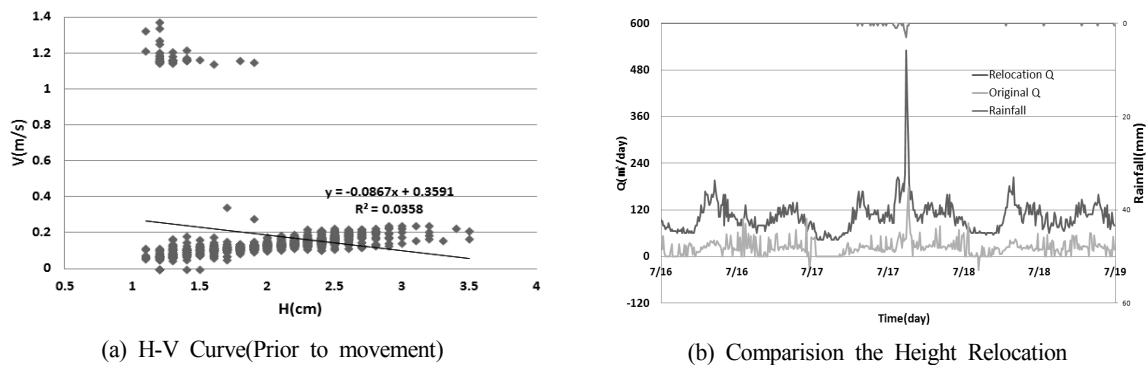 1.4
1.2
1
0.8
0.6
0.4
0.2
0
V(m/s)
y = -0.0867x + 0.3591
R² = 0.0358
0.5
1
1.5
2
2.5
3
3.5
4
H(cm)
(a) H-V Curve(Prior to movement)
600
480
360
240
120
0
-120
Q(㎥/day)
Relocation Q
Original Q
Rainfall
0
20
40
60
Rainfall(mm)
7/16
7/16
7/17
7/17
7/18
7/18
7/19
Time(day)
(b) Comparision the Height Relocation